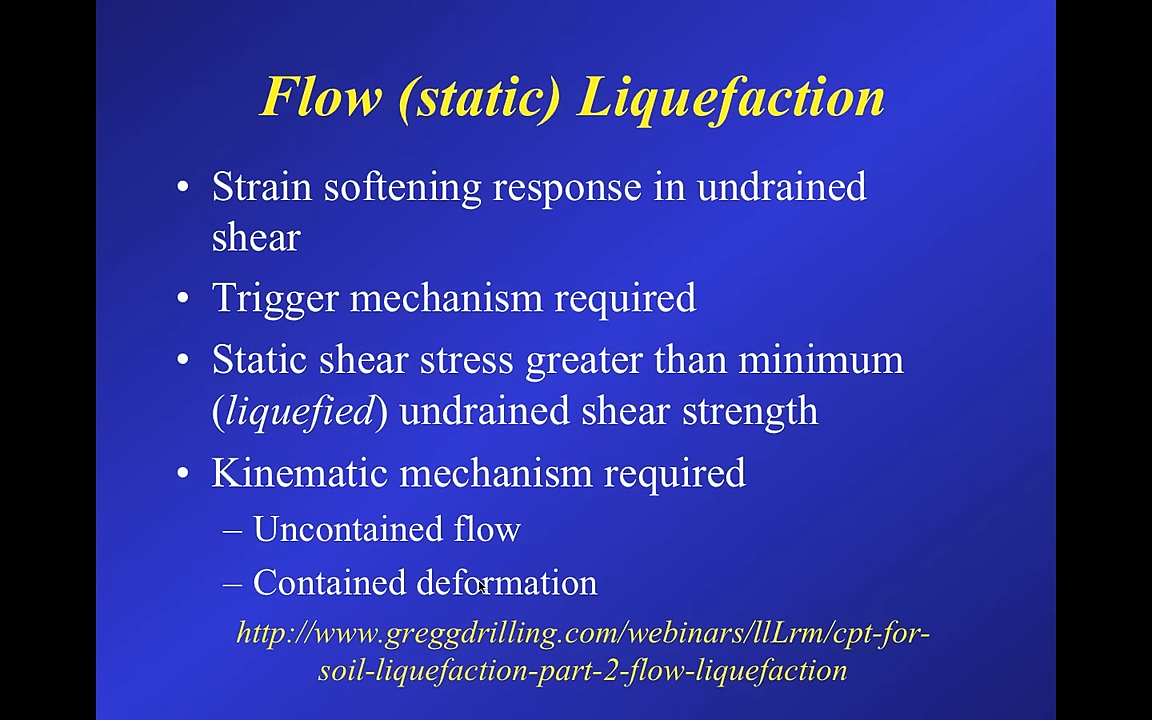 Flow (static) Liquefaction
• Strain softening response in undrained
shear
• Trigger mechanism required
• Static shear stress greater than minimum
(liquefied) undrained shear strength
• Kinematic mechanism required
– Uncontained flow
– Contained deformation
http://www.greggdrilling.com/webinars/llLrm/cpt-for-
soil-liquefaction-part-2-flow-liquefaction